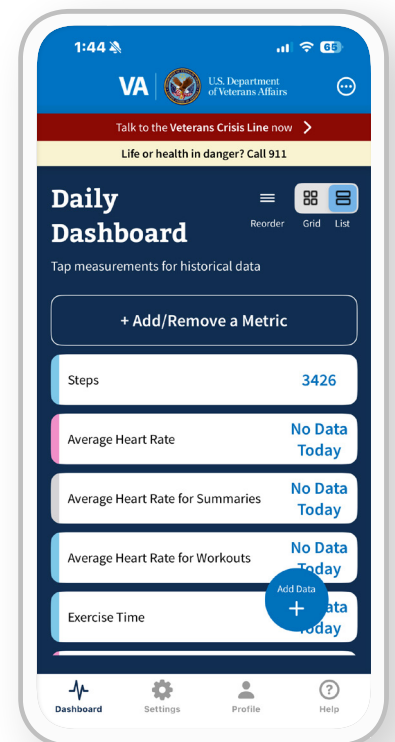 1:44
65
VA
U.S. Department
of Veterans Affairs
Talk to the Veterans Crisis Line now
Life or health in danger? Call 911
Daily
Dashboard
Reorder
Grid
List
Tap measurements for historical data
+ Add/Remove a Metric
Steps
3426
Average Heart Rate
No Data
Today
Average Heart Rate for Summaries
No Data
Today
Average Heart Rate for Workouts
No Data
Today
Exercise Time
Add Data
+
Dashboard
Settings
Profile
Help